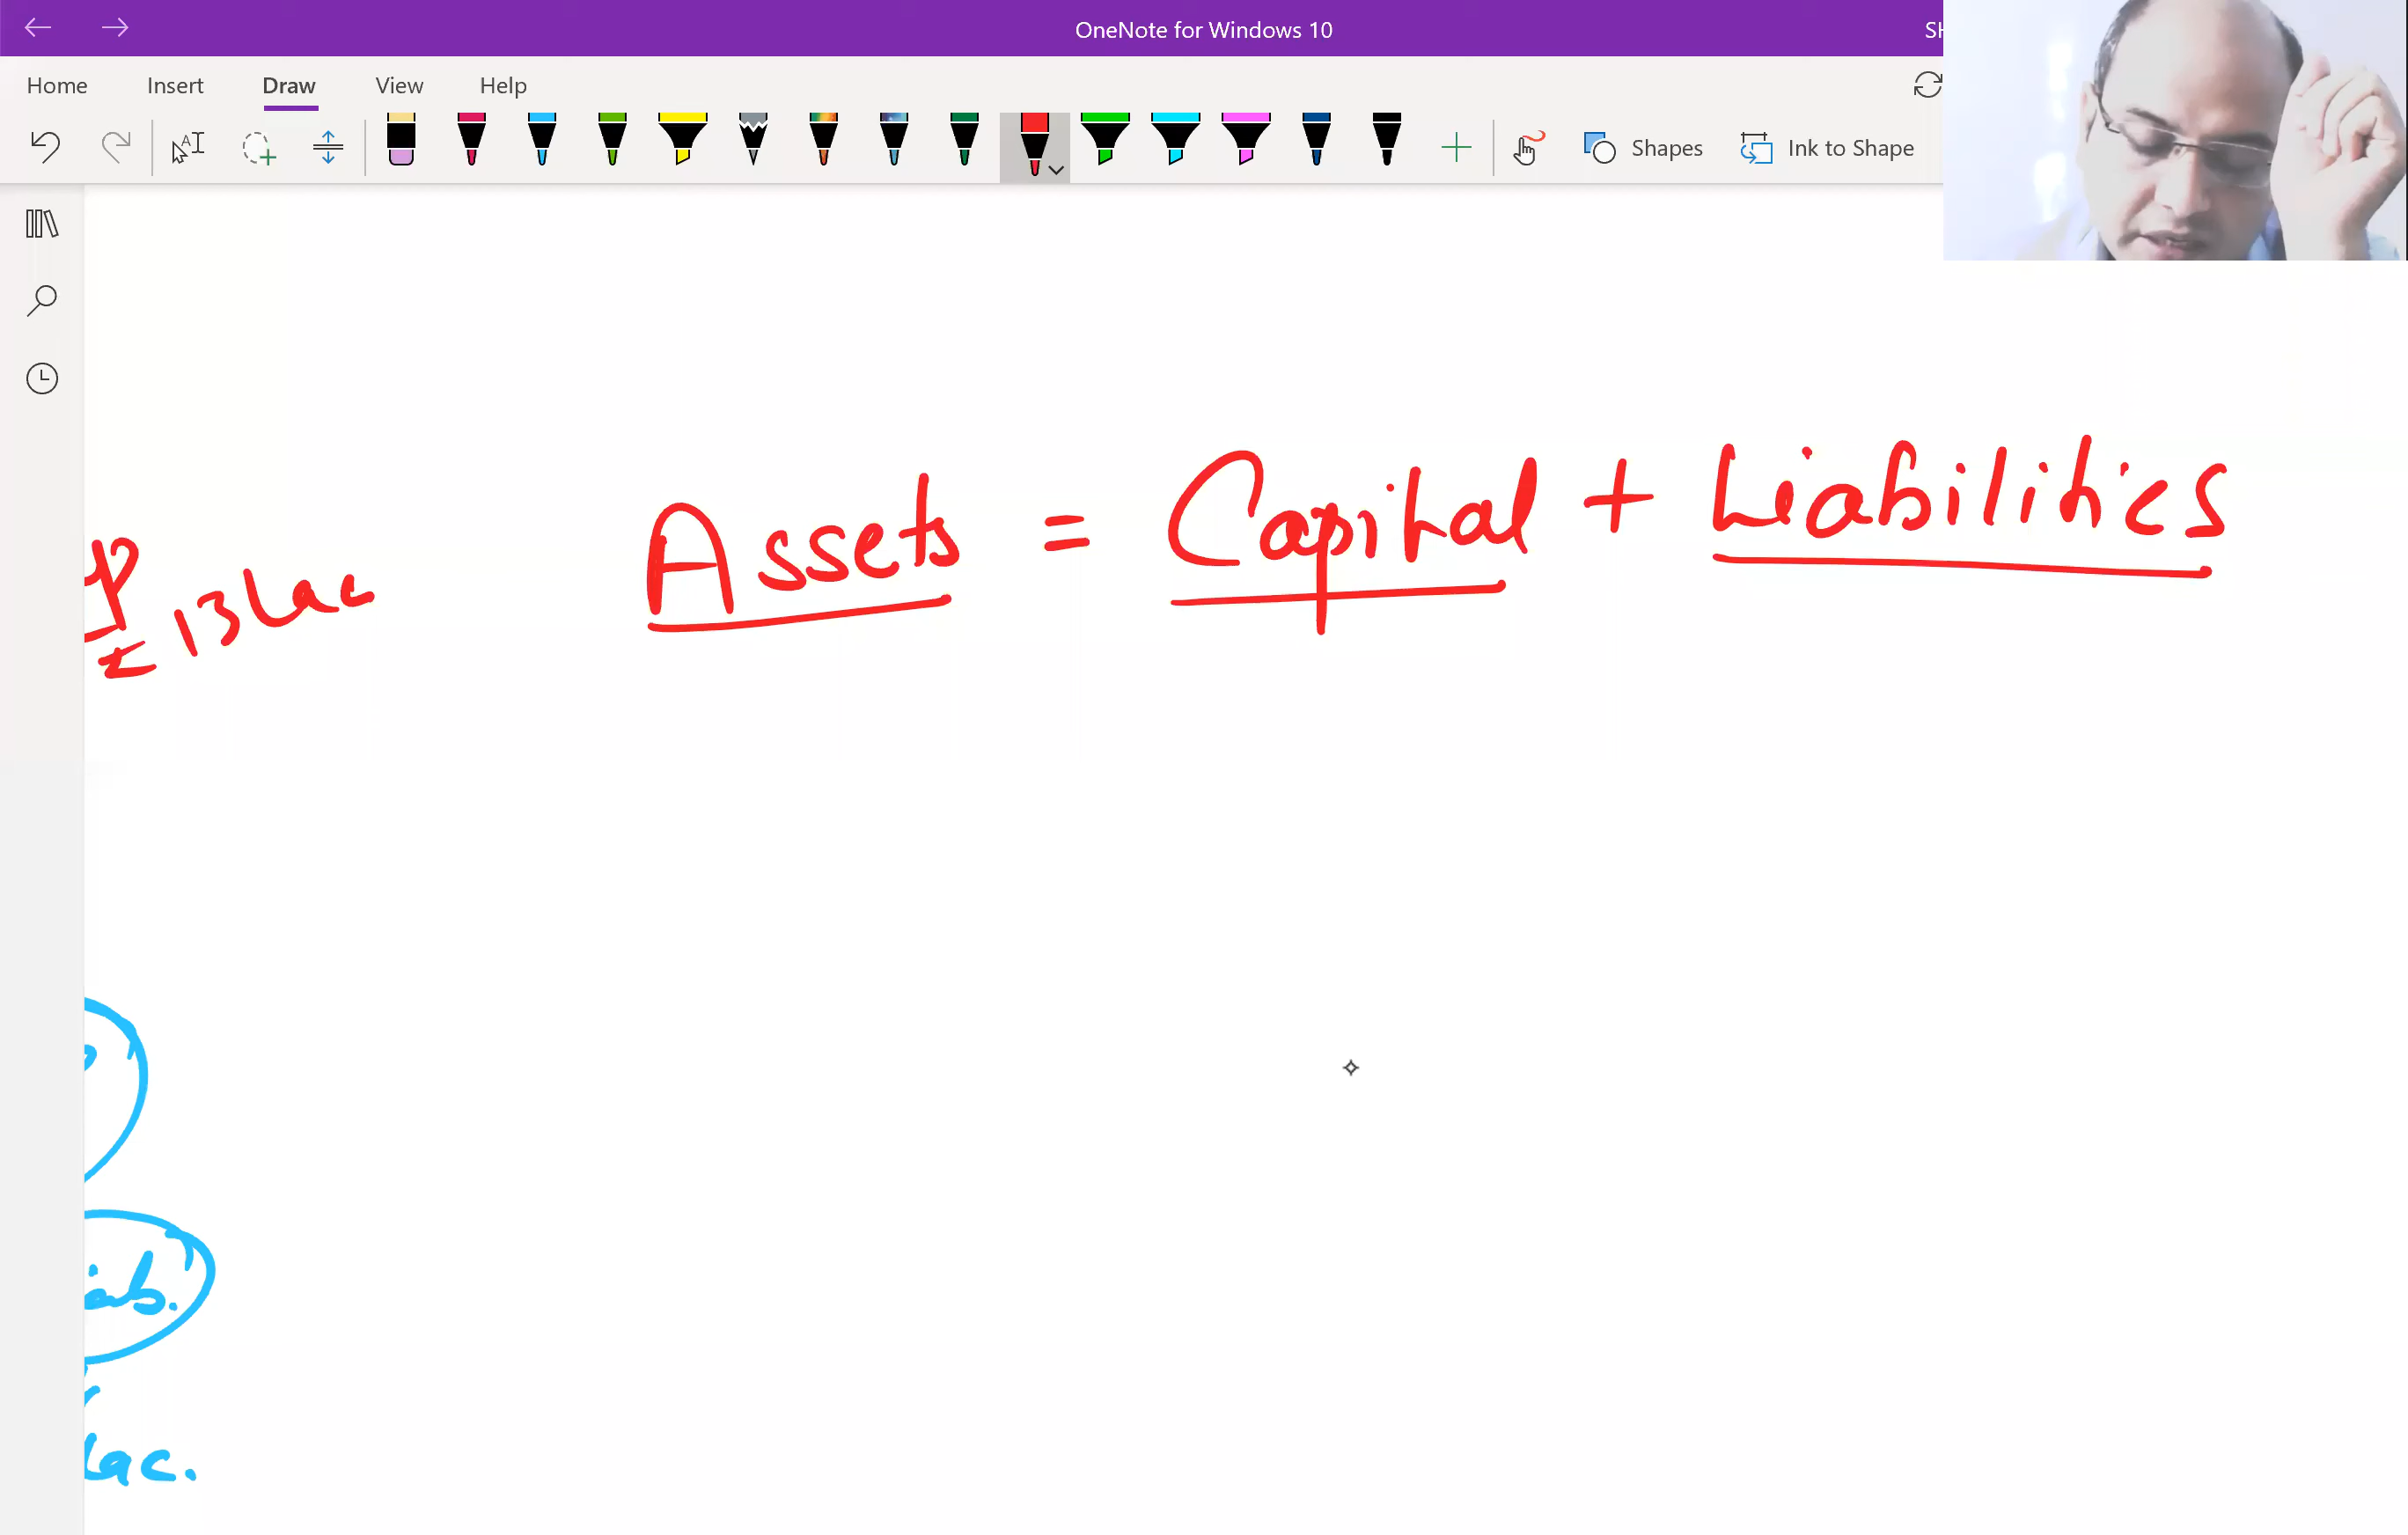 OneNote for Windows 10
Home Insert Draw View Help
Shapes Ink to Shape
Assets = Capital + Liabilities
13 lac
lac.